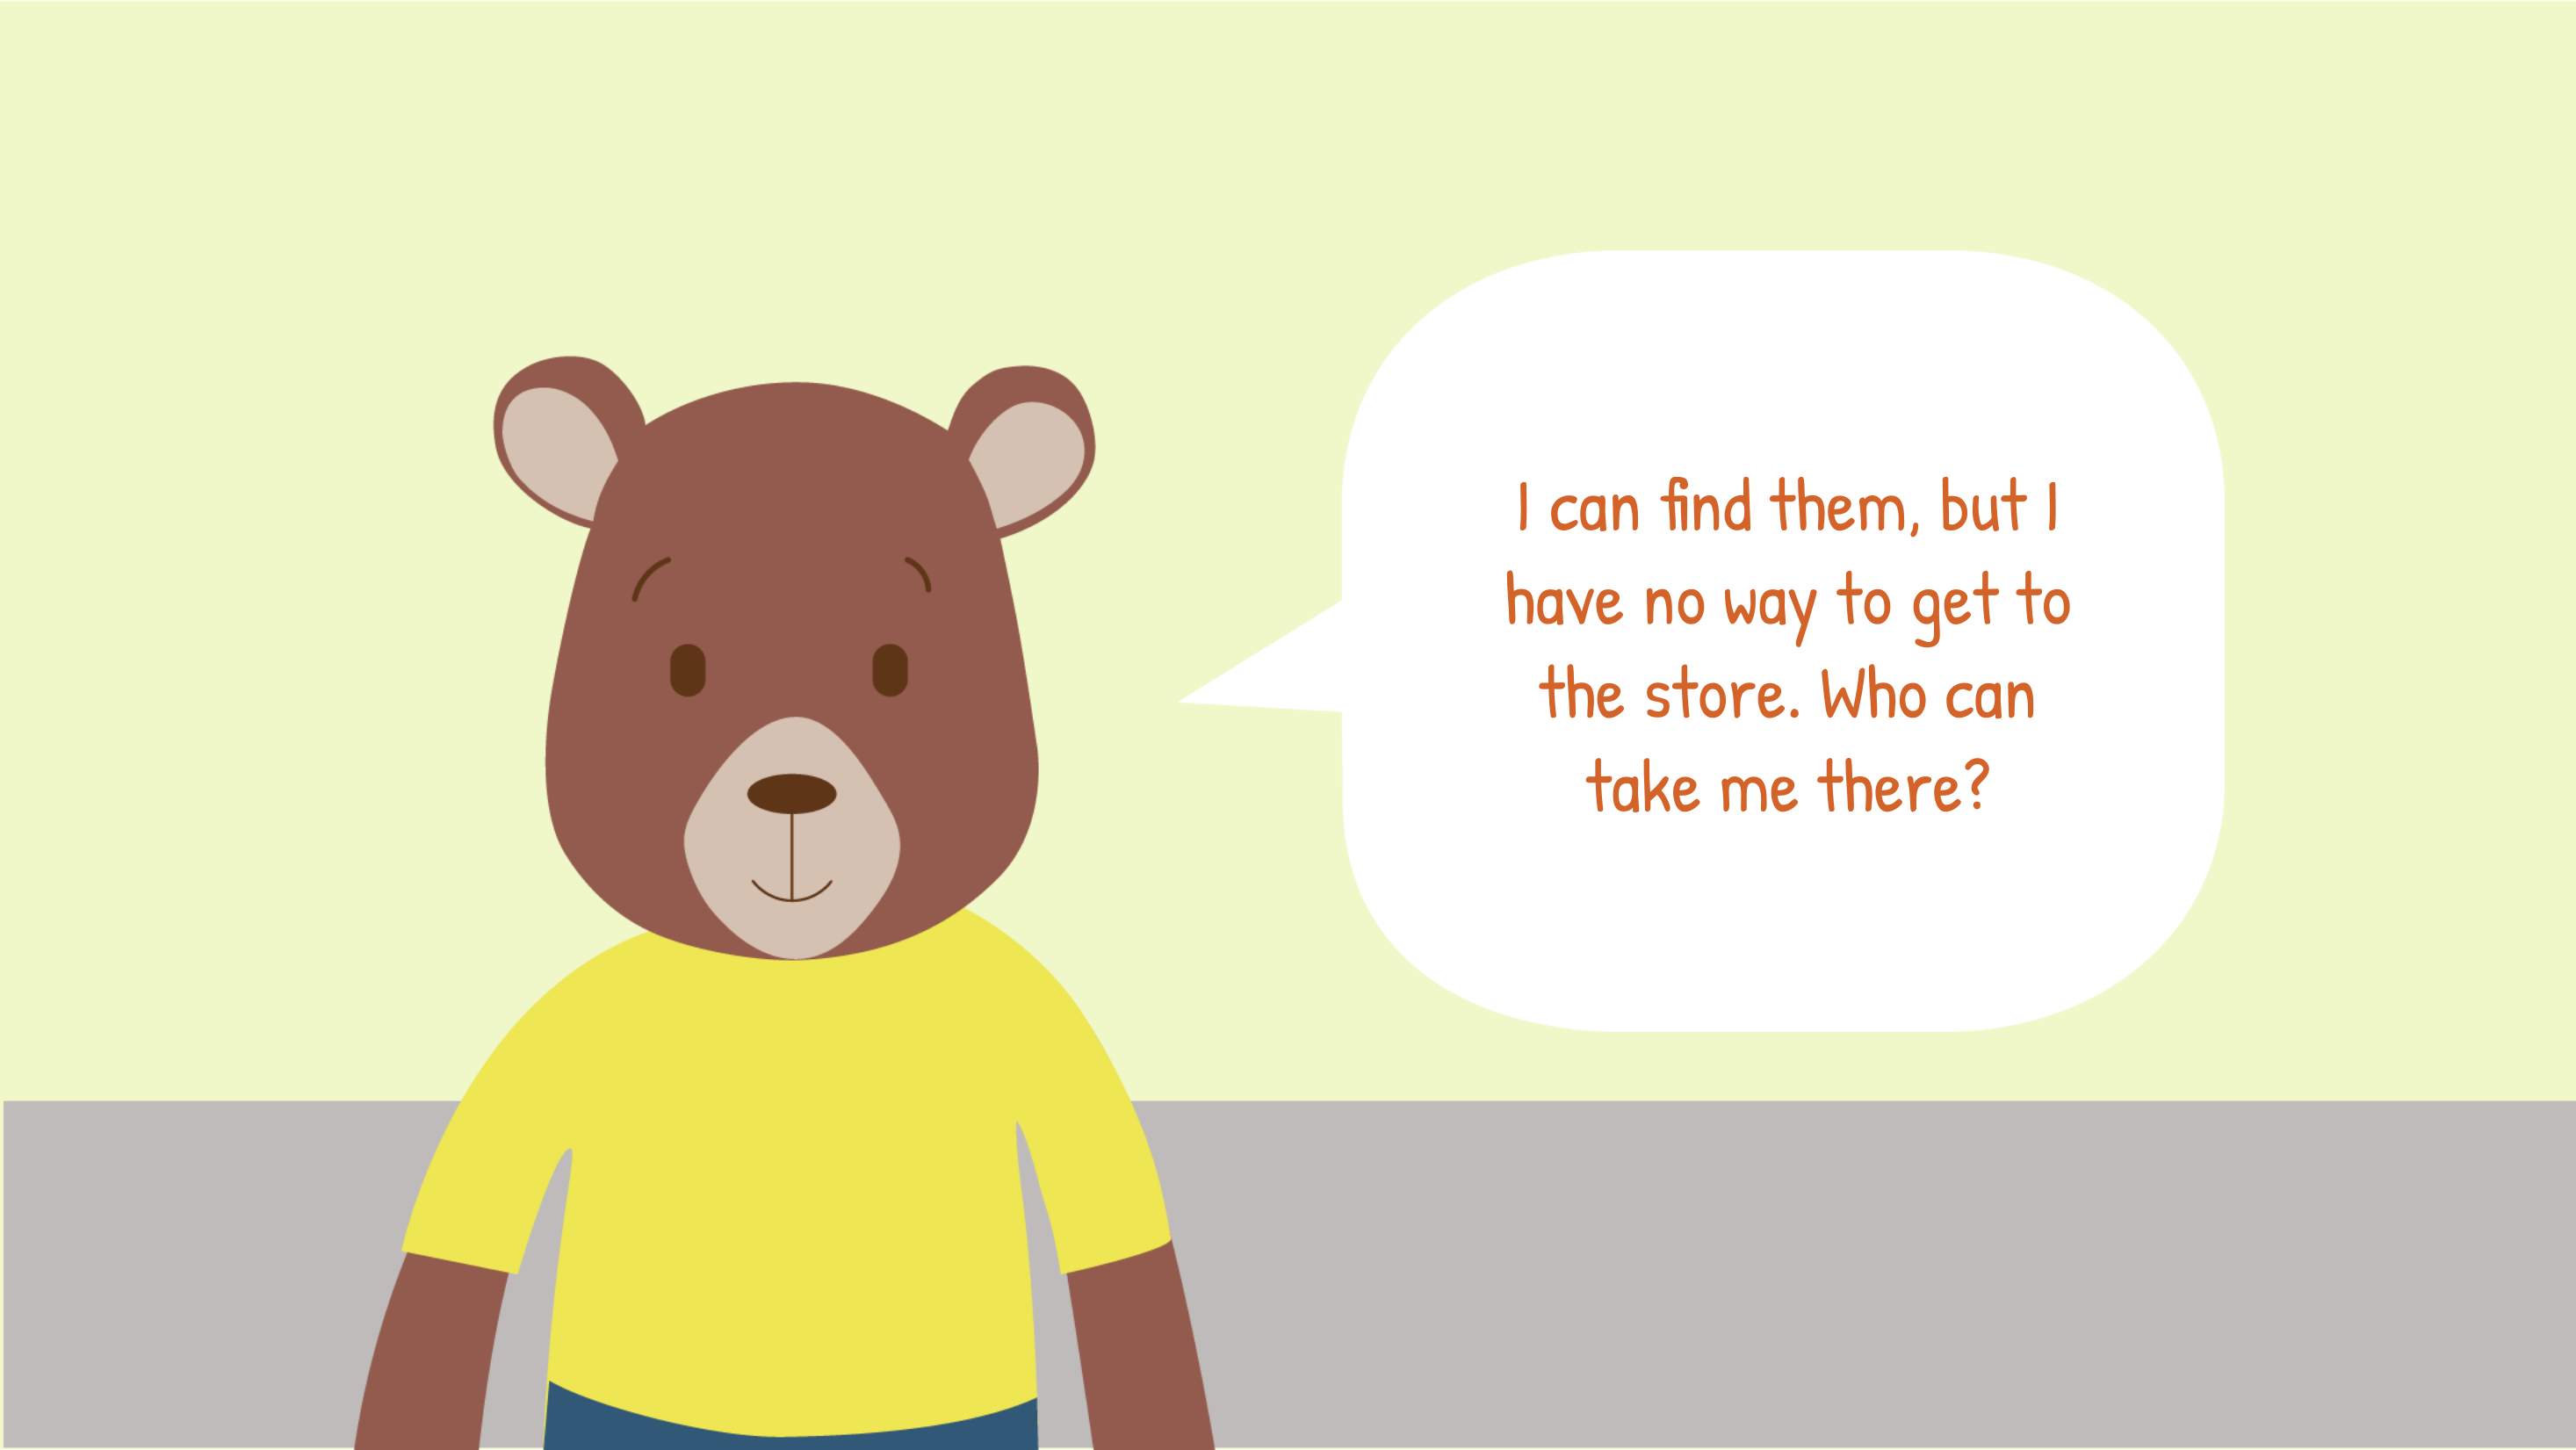 I can find them, but I
have no way to get to
the store. Who can
take me there?